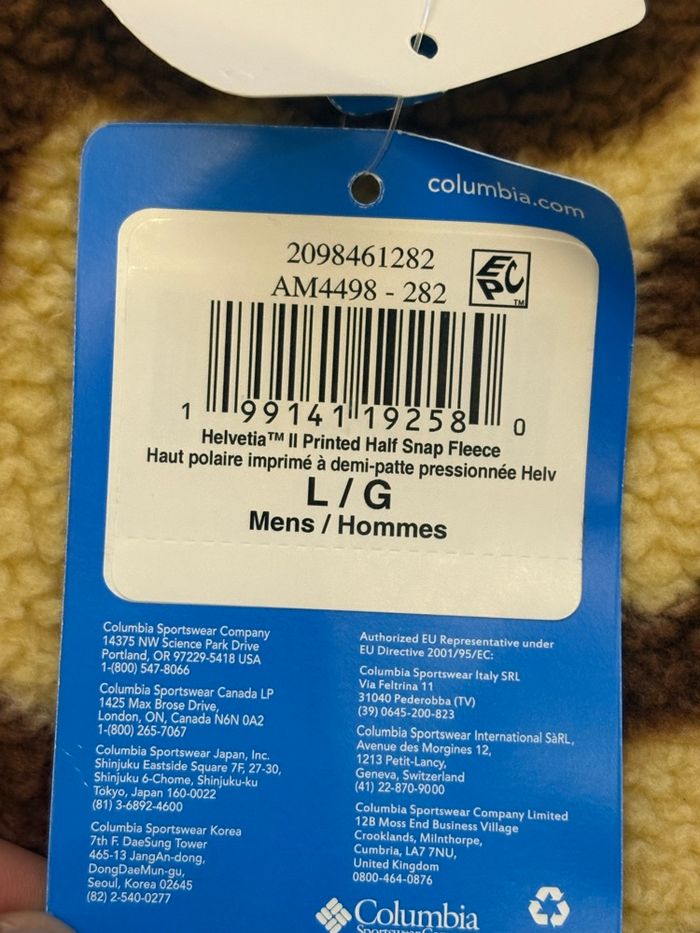 columbia.com
2098461282
AM4498 - 282
EPC TM
1 99141 19258 0
Helvetia™ II Printed Half Snap Fleece
Haut polaire imprimé à demi-patte pressionnée Helv
L / G
Mens / Hommes
Columbia Sportswear Company
14375 NW Science Park Drive
Portland, OR 97229-5418 USA
1-(800) 547-8066
Columbia Sportswear Canada LP
1425 Max Brose Drive,
London, ON, Canada N6N 0A2
1-(800) 265-7067
Columbia Sportswear Japan, Inc.
Shinjuku Eastside Square 7F, 27-30,
Shinjuku 6-Chome, Shinjuku-ku
Tokyo, Japan 160-0022
(81) 3-6892-4600
Columbia Sportswear Korea
7th F. DaeSung Tower
465-13 JangAn-dong,
DongDaeMun-gu,
Seoul, Korea 02645
(82) 2-540-0277
Authorized EU Representative under
EU Directive 2001/95/EC:
Columbia Sportswear Italy SRL
Via Feltrina 11
31040 Pederobba (TV)
(39) 0645-200-823
Columbia Sportswear International SàRL,
Avenue des Morgines 12,
1213 Petit-Lancy,
Geneva, Switzerland
(41) 22-870-9000
Columbia Sportswear Company Limited
12B Moss End Business Village
Crooklands, Milnthorpe,
Cumbria, LA7 7NU,
United Kingdom
0800-464-0876
Columbia